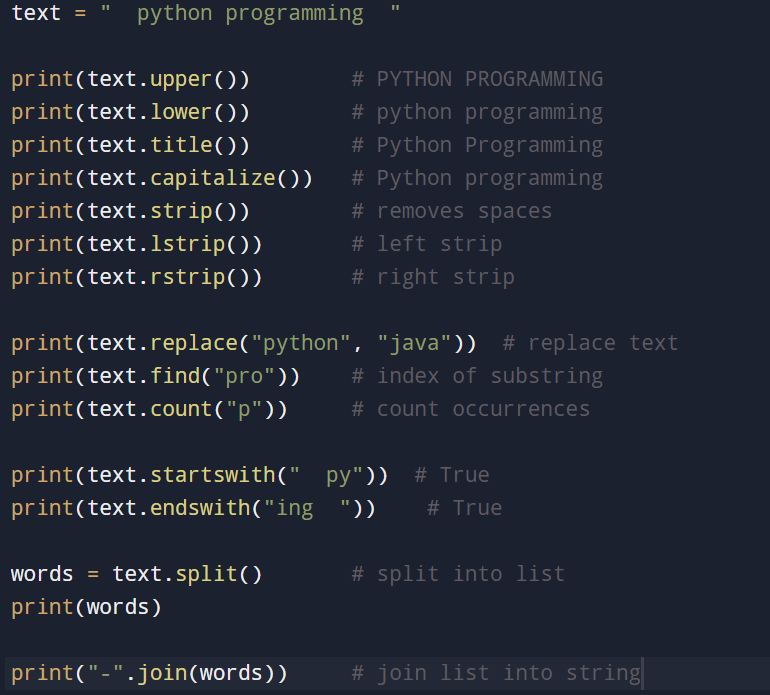 text = "  python programming  "
print(text.upper())        # PYTHON PROGRAMMING
print(text.lower())        # python programming
print(text.title())        # Python Programming
print(text.capitalize())   # Python programming
print(text.strip())        # removes spaces
print(text.lstrip())       # left strip
print(text.rstrip())       # right strip
print(text.replace("python", "java"))  # replace text
print(text.find("pro"))    # index of substring
print(text.count("p"))     # count occurrences
print(text.startswith("  py"))  # True
print(text.endswith("ing  "))    # True
words = text.split()       # split into list
print(words)
print("-".join(words))     # join list into string